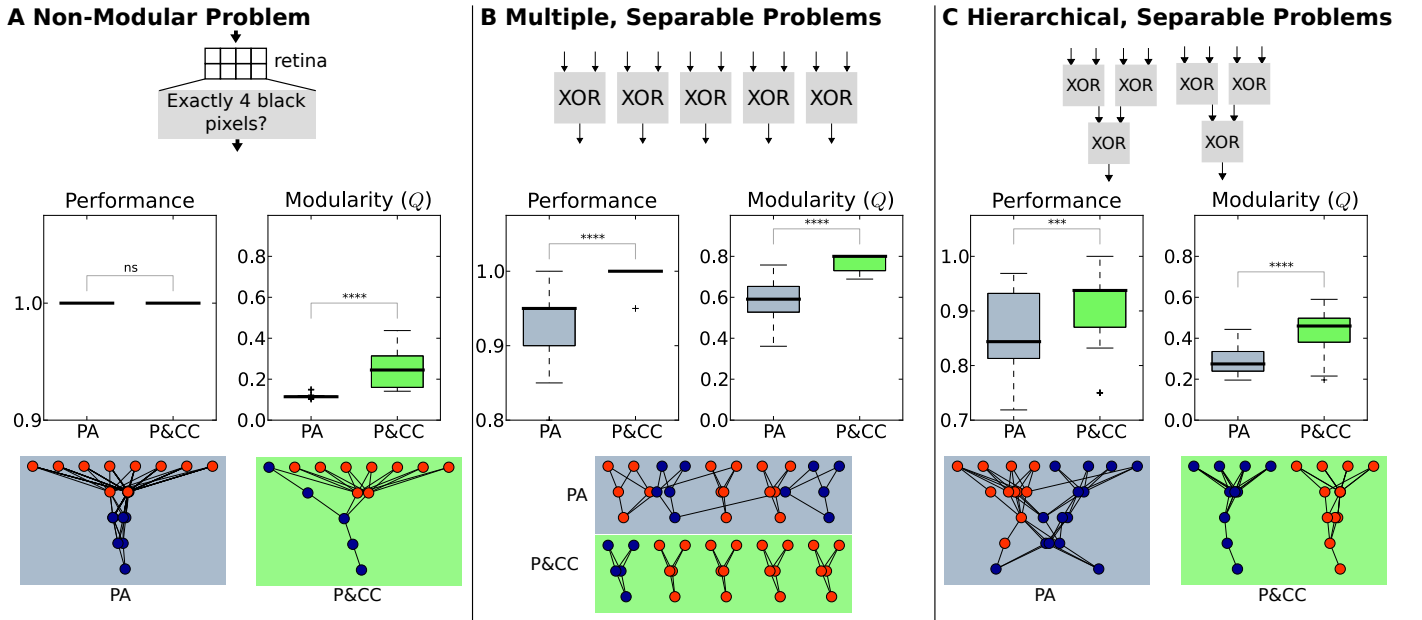 A Non-Modular Problem
retina
Exactly 4 black
pixels?
Performance
Modularity (Q)
1.0
0.9
ns
PA
P&CC
0.8
0.6
0.4
0.2
0.0
****
PA
P&CC
PA
P&CC
B Multiple, Separable Problems
XOR XOR XOR XOR XOR
Performance
Modularity (Q)
1.0
0.9
0.8
****
PA
P&CC
0.8
0.6
0.4
0.2
0.0
****
PA
P&CC
PA
P&CC
C Hierarchical, Separable Problems
XOR XOR XOR XOR
XOR XOR
Performance
Modularity (Q)
1.0
0.9
0.8
0.7
***
PA
P&CC
0.8
0.6
0.4
0.2
0.0
****
PA
P&CC
PA
P&CC